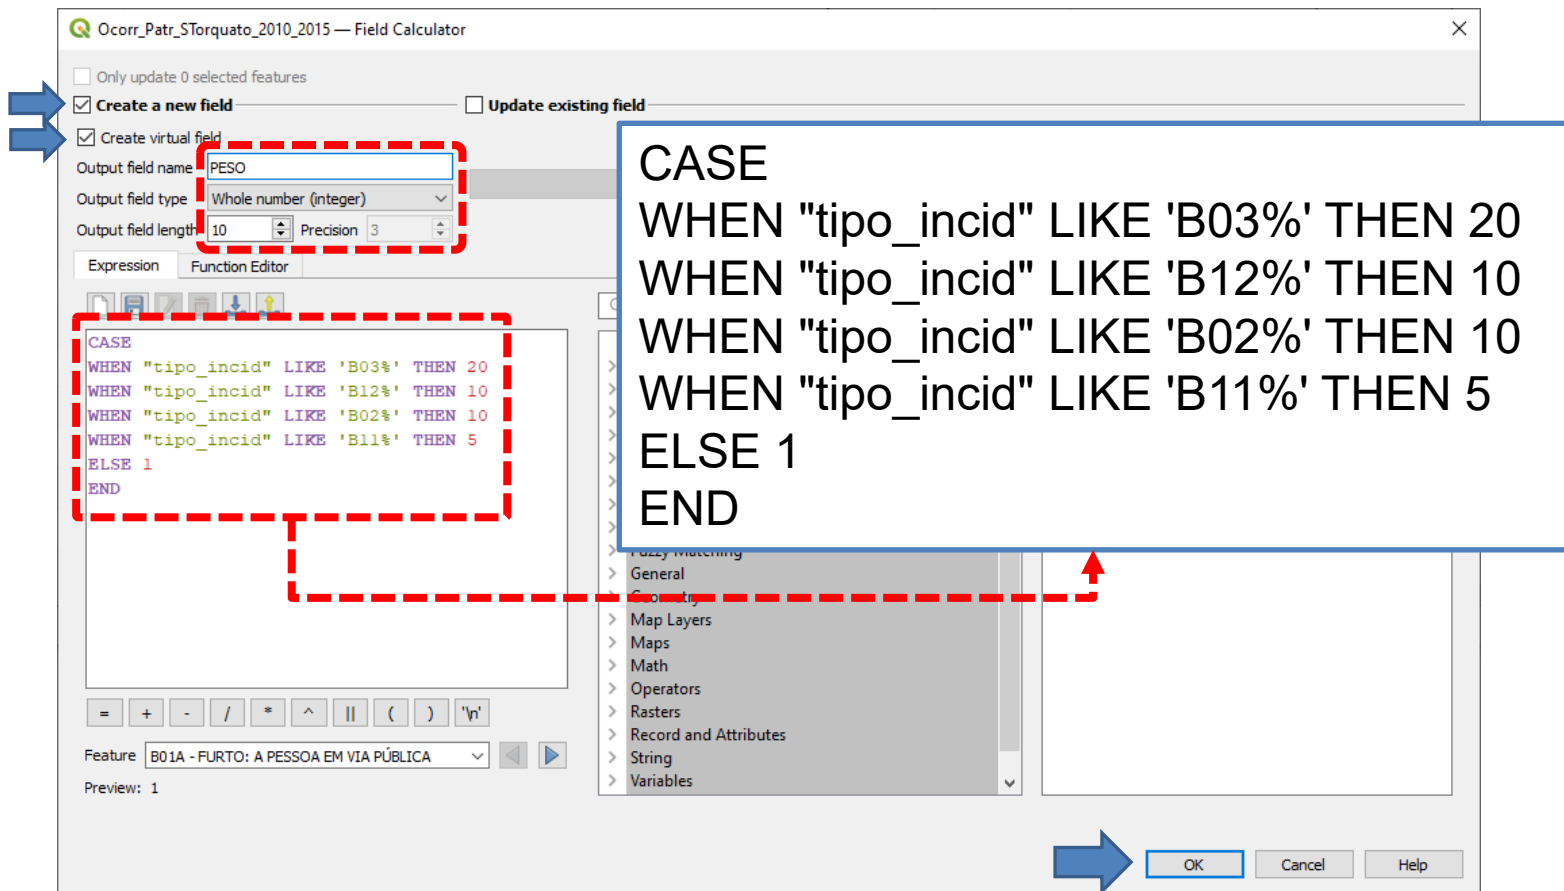 Ocorr_Patr_STorquato_2010_2015 — Field Calculator
Only update 0 selected features
Create a new field
Update existing field
Create virtual field
Output field name PESO
Output field type Whole number (integer)
Output field length 10 Precision 3
Expression Function Editor
CASE
WHEN "tipo_incid" LIKE 'B03%' THEN 20
WHEN "tipo_incid" LIKE 'B12%' THEN 10
WHEN "tipo_incid" LIKE 'B02%' THEN 10
WHEN "tipo_incid" LIKE 'B11%' THEN 5
ELSE 1
END
CASE
WHEN "tipo_incid" LIKE 'B03%' THEN 20
WHEN "tipo_incid" LIKE 'B12%' THEN 10
WHEN "tipo_incid" LIKE 'B02%' THEN 10
WHEN "tipo_incid" LIKE 'B11%' THEN 5
ELSE 1
END
Fuzzy Matching
General
Geometry
Map Layers
Maps
Math
Operators
Rasters
Record and Attributes
String
Variables
= + - / * ^ || ( ) '\n'
Feature B01A - FURTO: A PESSOA EM VIA PÚBLICA
Preview: 1
OK Cancel Help